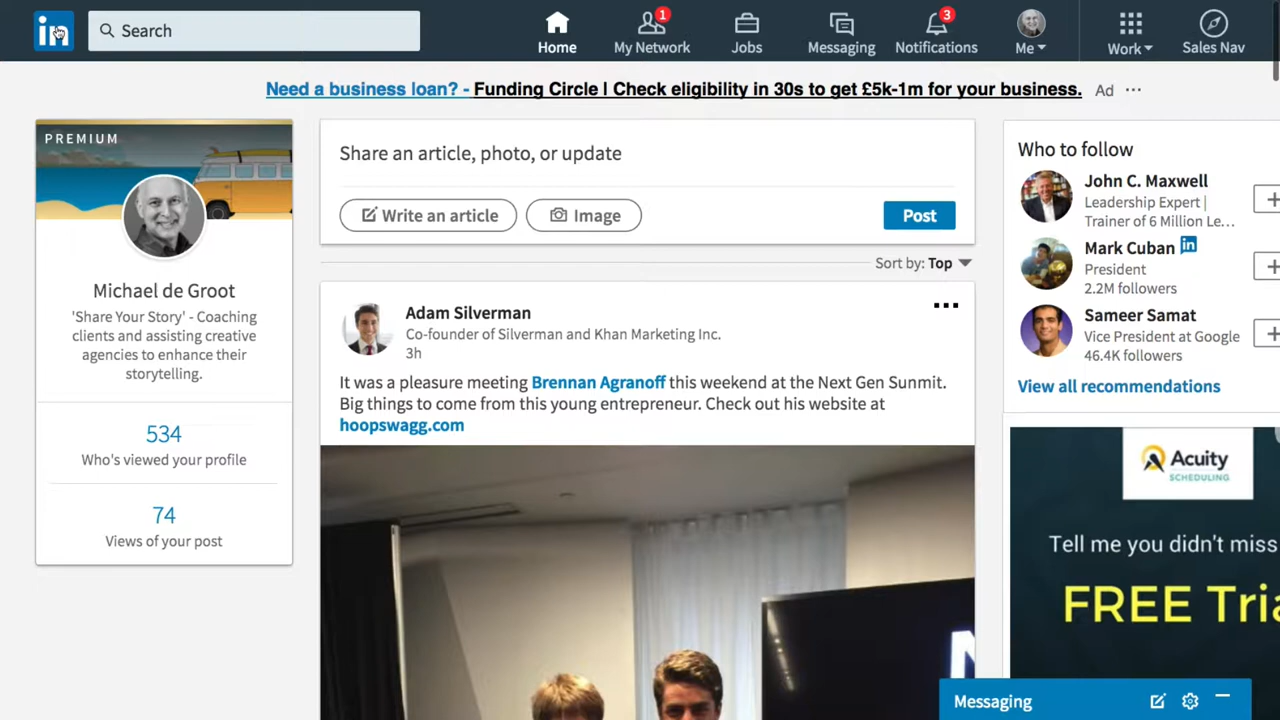 in
Search
1
3
Home
My Network
Jobs
Messaging
Notifications
Me
Work
Sales Nav
Need a business loan? - Funding Circle | Check eligibility in 30s to get £5k-1m for your business.
Ad
PREMIUM
Michael de Groot
'Share Your Story' - Coaching
clients and assisting creative
agencies to enhance their
storytelling.
534
Who's viewed your profile
74
Views of your post
Share an article, photo, or update
Write an article
Image
Post
Sort by: Top
Adam Silverman
Co-founder of Silverman and Khan Marketing Inc.
3h
It was a pleasure meeting Brennan Agranoff this weekend at the Next Gen Sunmit.
Big things to come from this young entrepreneur. Check out his website at
hoopswagg.com
Who to follow
John C. Maxwell
Leadership Expert |
Trainer of 6 Million Le...
Mark Cuban in
President
2.2M followers
Sameer Samat
Vice President at Google
46.4K followers
View all recommendations
Acuity
SCHEDULING
Tell me you didn't miss
FREE Tria
Messaging